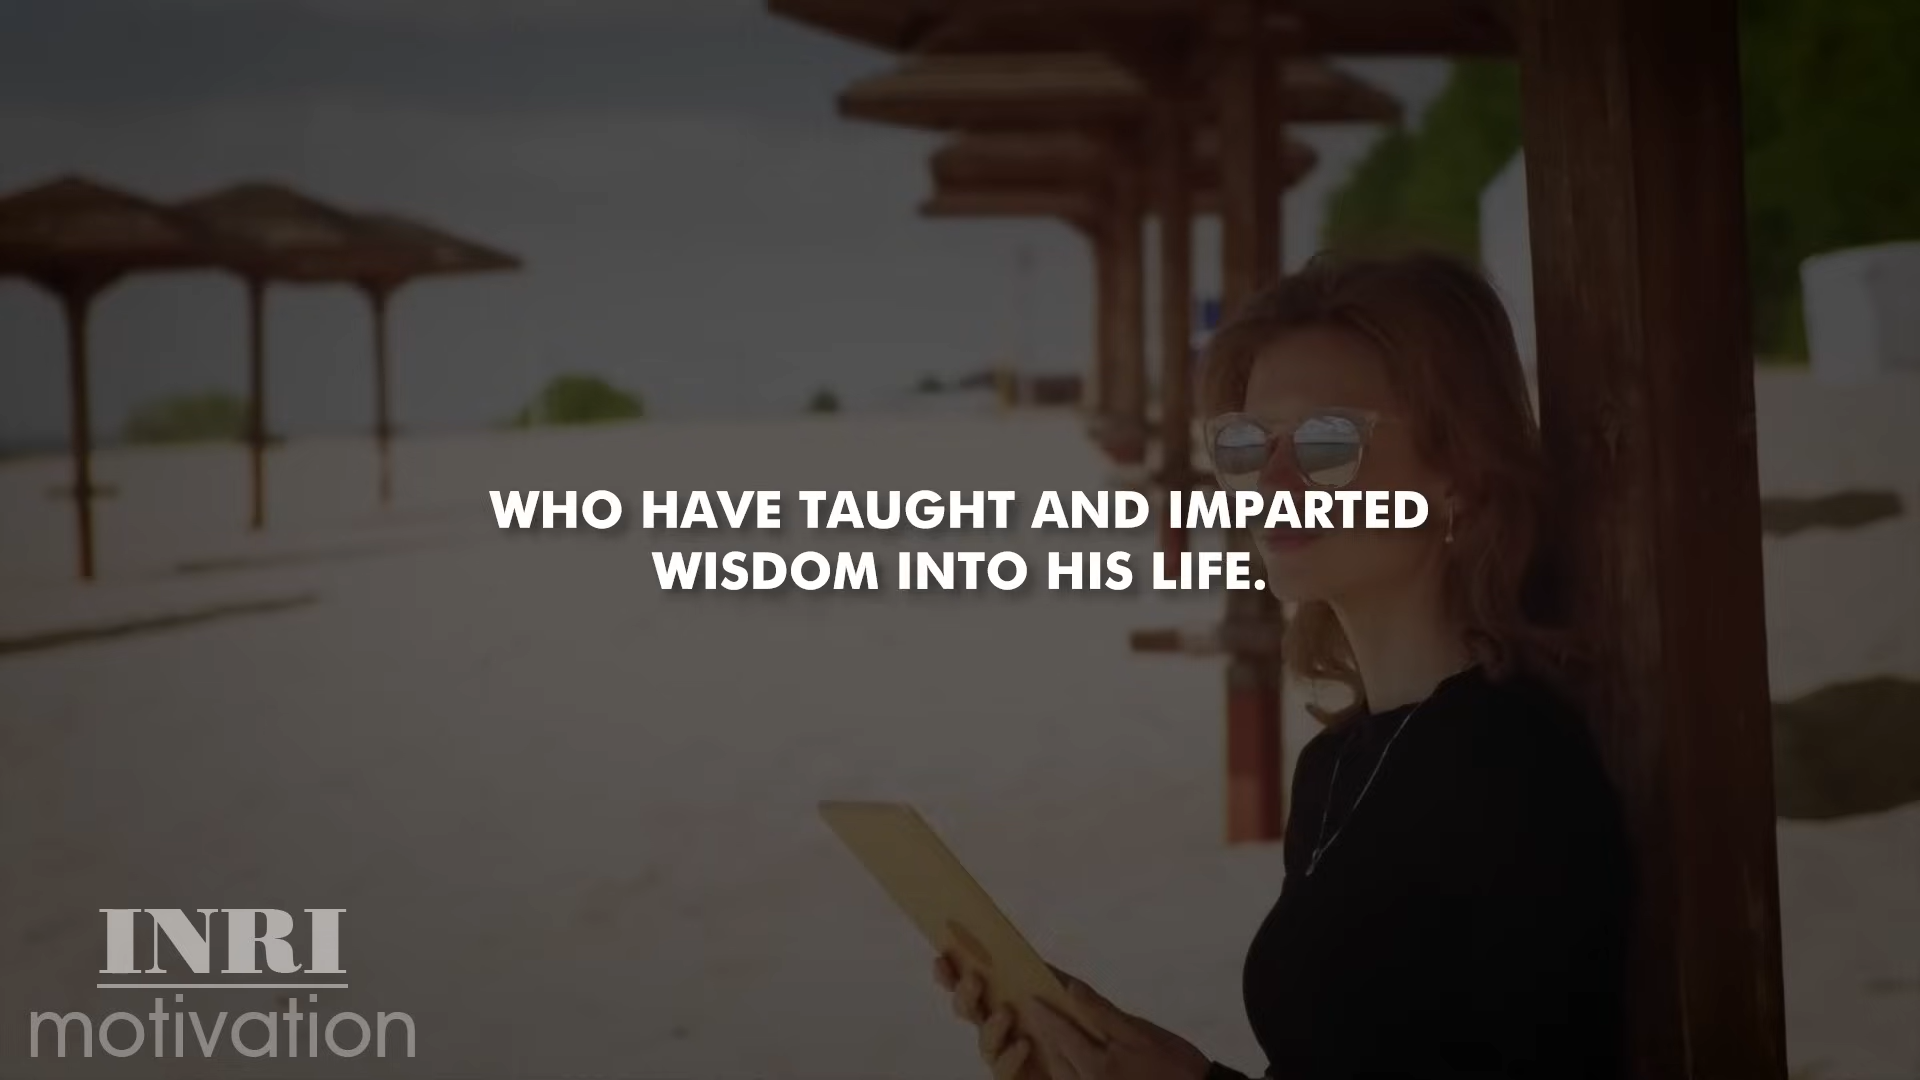 WHO HAVE TAUGHT AND IMPARTED
WISDOM INTO HIS LIFE.
INRI
motivation